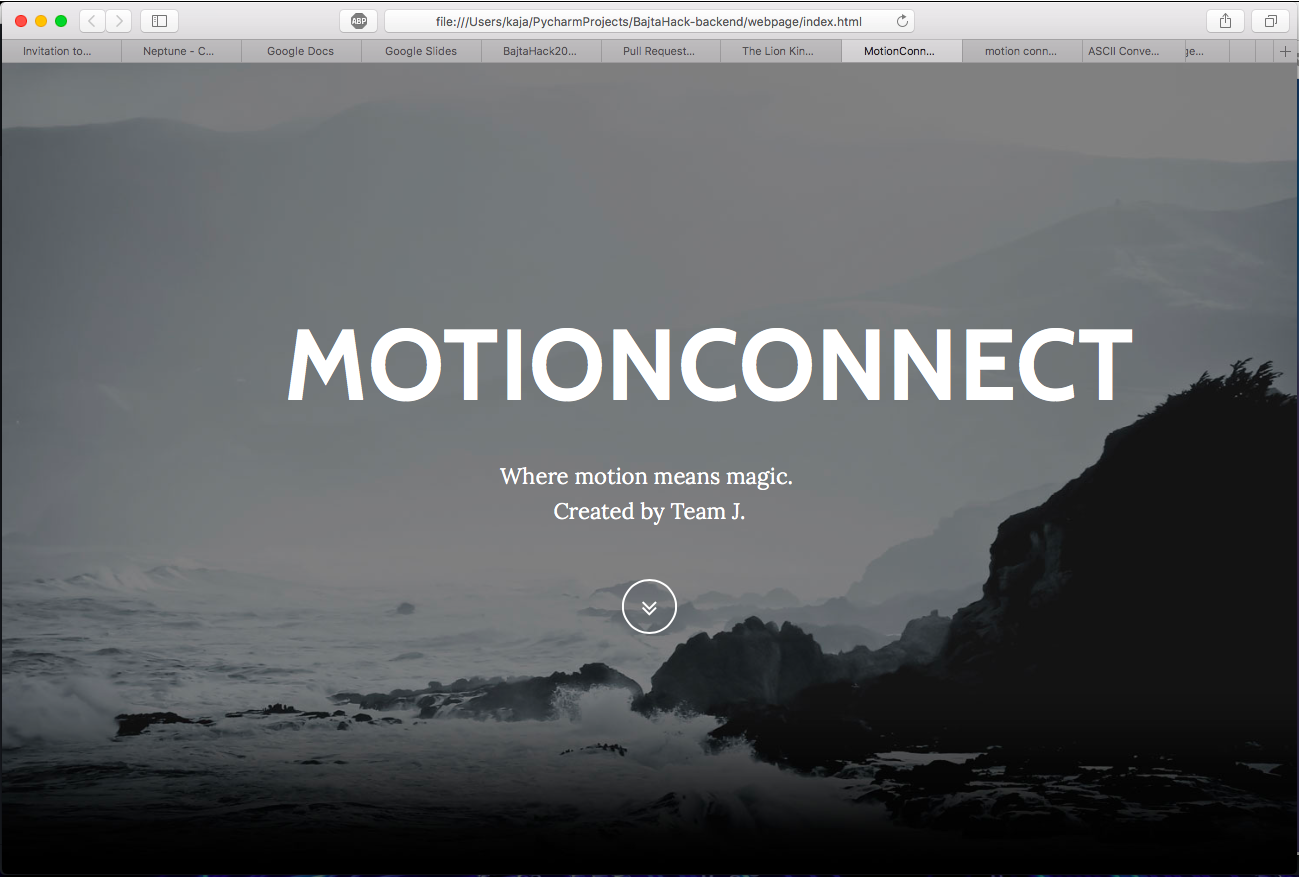 ABP
file:///Users/kaja/PycharmProjects/BajtaHack-backend/webpage/index.html
Invitation to...
Neptune - C...
Google Docs
Google Slides
BajtaHack20...
Pull Request...
The Lion Kin...
MotionConn...
motion conn...
ASCII Conve...
MOTIONCONNECT
Where motion means magic.
Created by Team J.